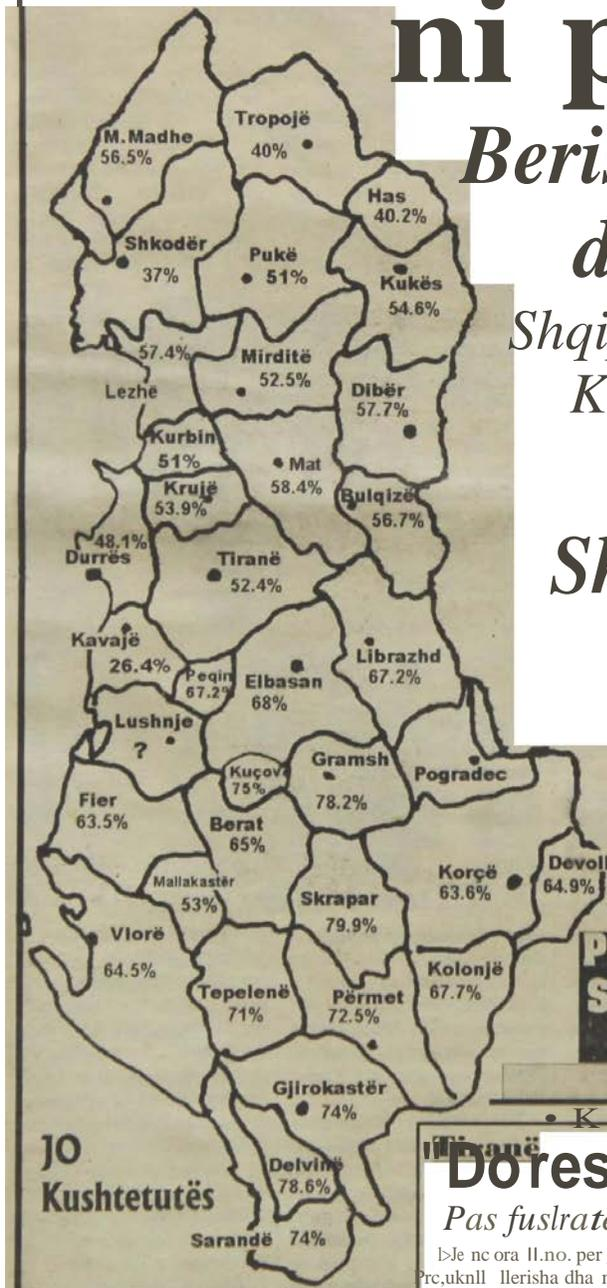 ni p
Beris
d
Shqip
K
Sh
M.Madhe
56.5%
Tropojë
40%
Has
40.2%
Shkodër
37%
Pukë
51%
Kukës
54.6%
57.4%
Lezhë
Mirditë
52.5%
Dibër
57.7%
Kurbin
51%
Mat
58.4%
Krujë
53.9%
Bulqizë
56.7%
48.1%
Durrës
Tiranë
52.4%
Kavajë
26.4%
Peqin
67.2%
Elbasan
68%
Librazhd
67.2%
Lushnje
?
Kuçov
75%
Gramsh
78.2%
Pogradec
Fier
63.5%
Berat
65%
Mallakastër
53%
Skrapar
79.9%
Korçë
63.6%
Devoll
64.9%
Vlorë
64.5%
Tepelenë
71%
Përmet
72.5%
Kolonjë
67.7%
Gjirokastër
74%
Delvinë
78.6%
Sarandë 74%
JO
Kushtetutës
P
S
• K
Tiranë
"Dores
Pas fuslrate